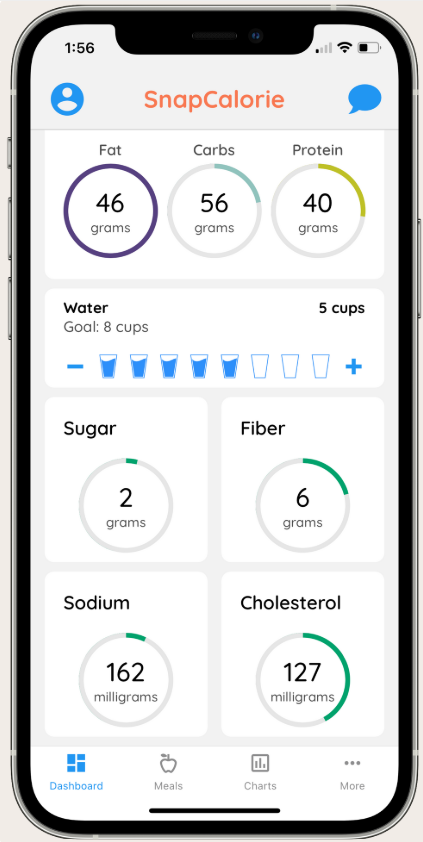 1:56
SnapCalorie
Fat Carbs Protein
46 56 40
grams grams grams
Water 5 cups
Goal: 8 cups
Sugar Fiber
2 6
grams grams
Sodium Cholesterol
162 127
milligrams milligrams
Dashboard Meals Charts More